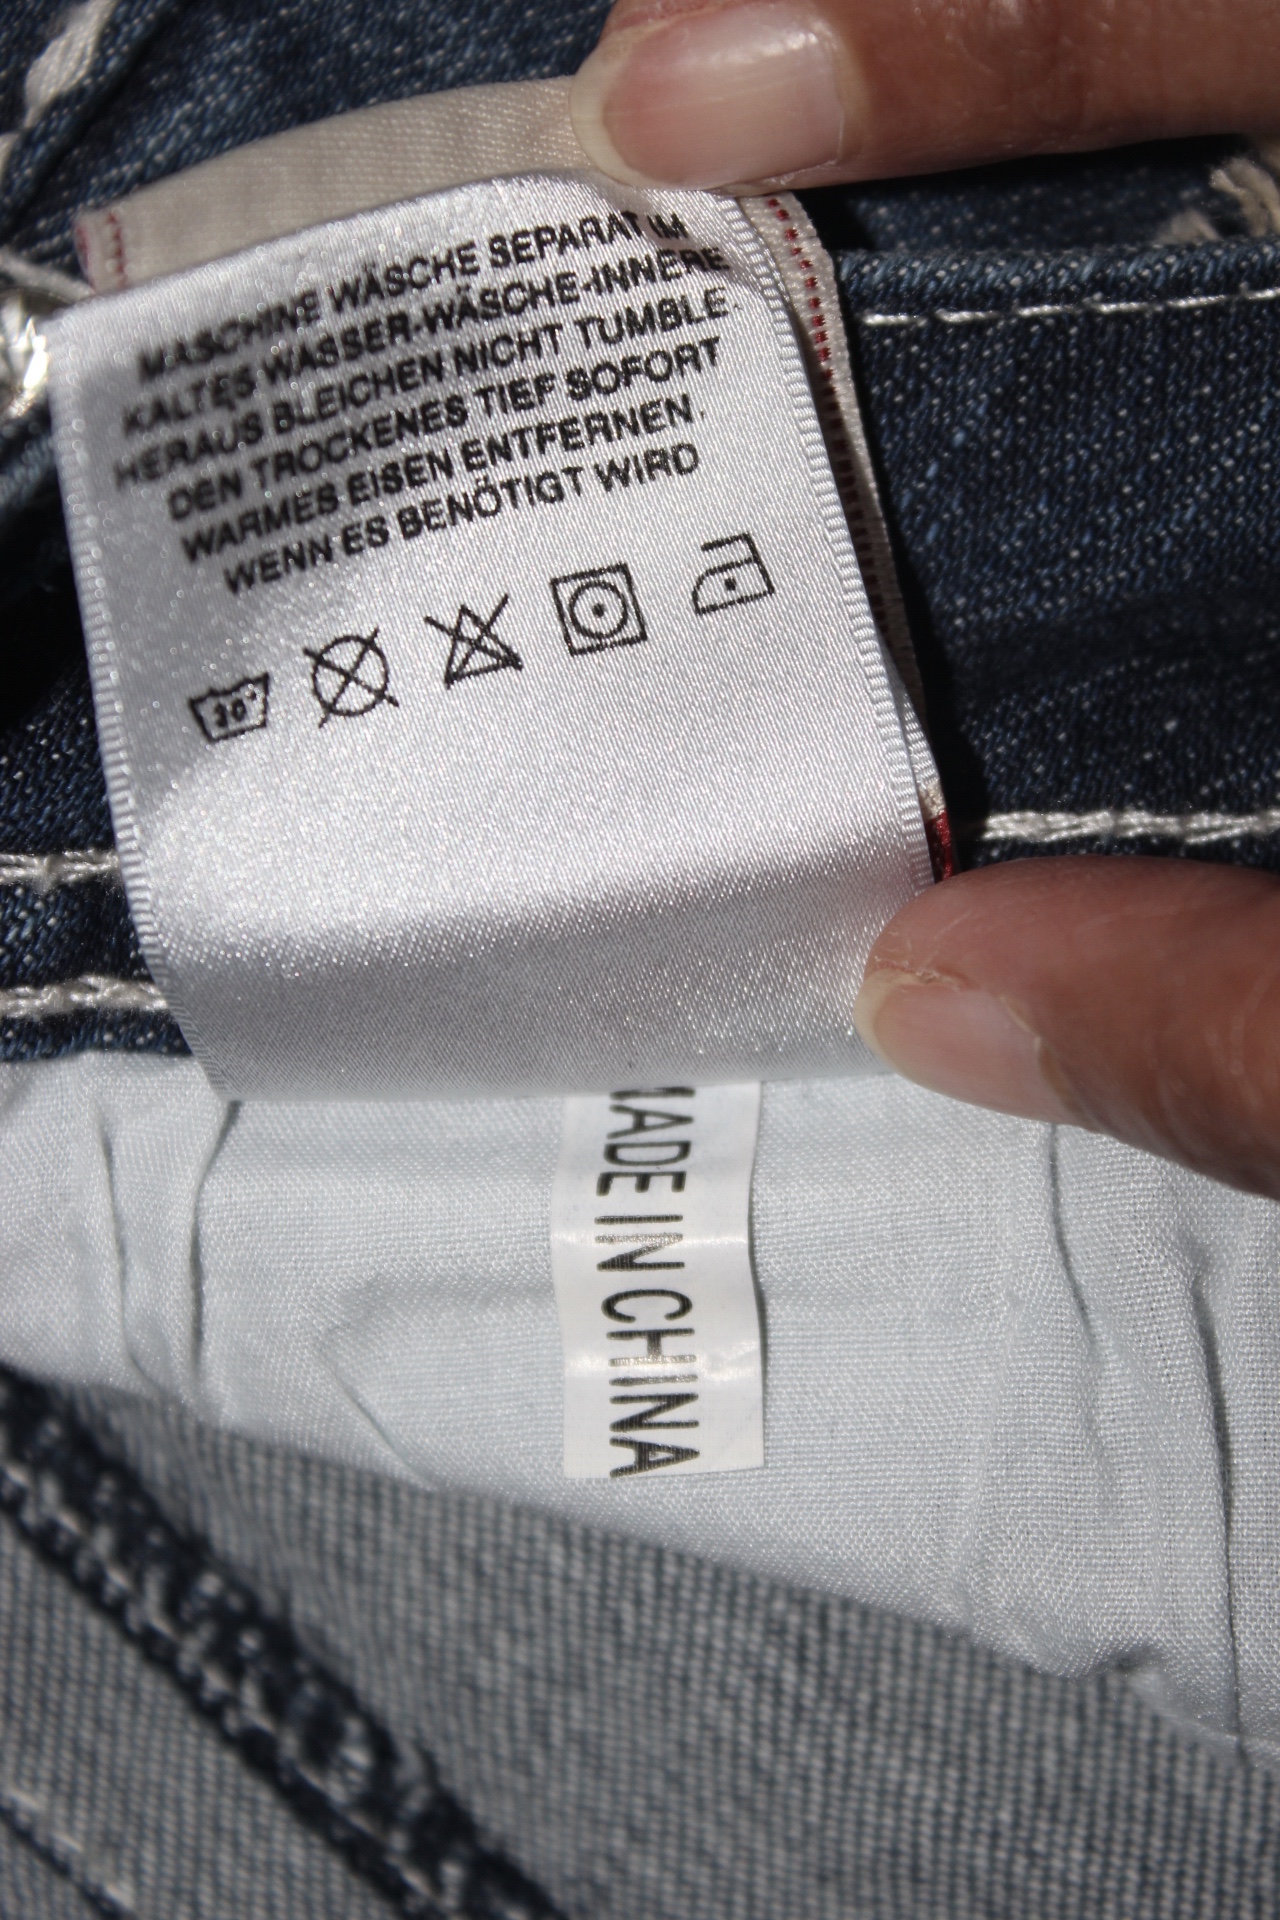 MASCHINE WÄSCHE SEPARAT IM
KALTES WASSER-WÄSCHE-INNERE
HERAUS BLEICHEN NICHT TUMBLE
DEN TROCKENES TIEF SOFORT
WARMES EISEN ENTFERNEN.
WENN ES BENÖTIGT WIRD
30°
MADE IN CHINA